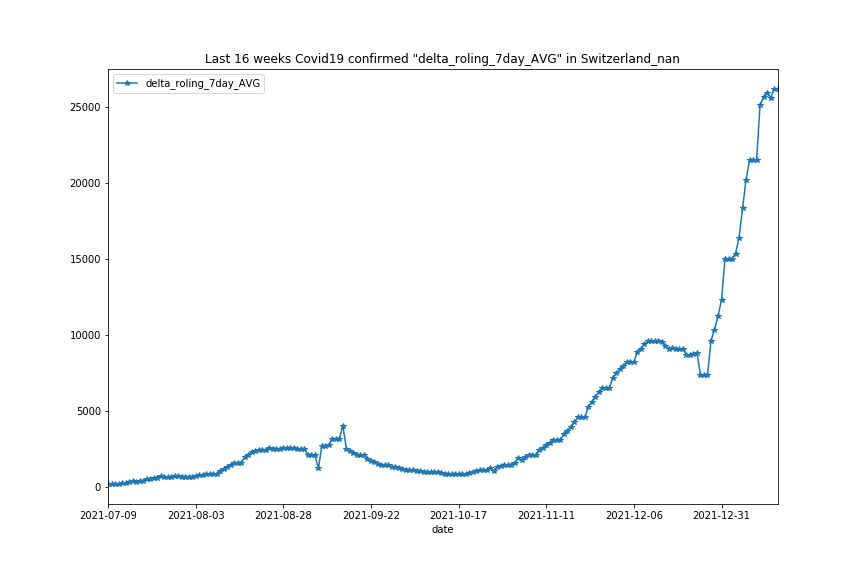 Last 16 weeks Covid19 confirmed "delta_roling_7day_AVG" in Switzerland_nan
delta_roling_7day_AVG
25000
20000
15000
10000
5000
0
2021-07-09 2021-08-03 2021-08-28 2021-09-22 2021-10-17 2021-11-11 2021-12-06 2021-12-31
date